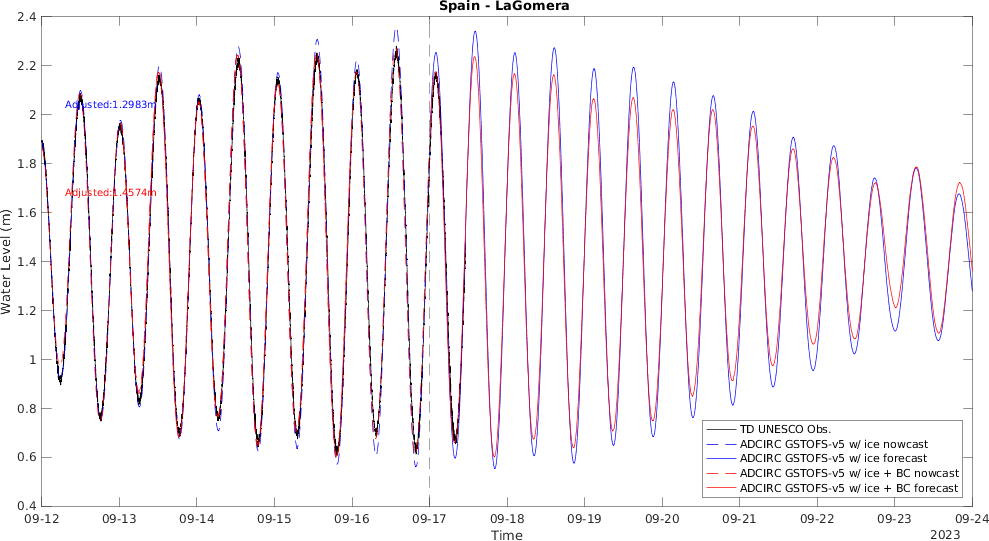 Spain - LaGomera
2.4
2.2
2
1.8
1.6
1.4
1.2
1
0.8
0.6
0.4
Water Level (m)
Adjusted:1.2983m
Adjusted:1.4574m
TD UNESCO Obs.
ADCIRC GSTOFS-v5 w/ ice nowcast
ADCIRC GSTOFS-v5 w/ ice forecast
ADCIRC GSTOFS-v5 w/ ice + BC nowcast
ADCIRC GSTOFS-v5 w/ ice + BC forecast
09-12 09-13 09-14 09-15 09-16 09-17 09-18 09-19 09-20 09-21 09-22 09-23 09-24
Time
2023